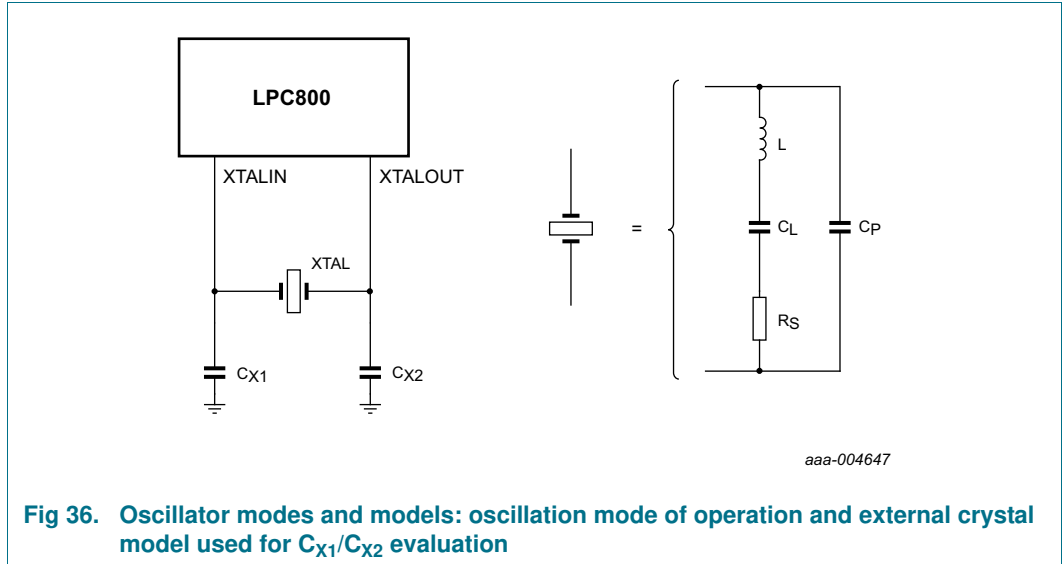 LPC800
XTALIN
XTALOUT
XTAL
CX1
CX2
=
L
CL
CP
RS
aaa-004647
Fig 36. Oscillator modes and models: oscillation mode of operation and external crystal
model used for CX1/CX2 evaluation